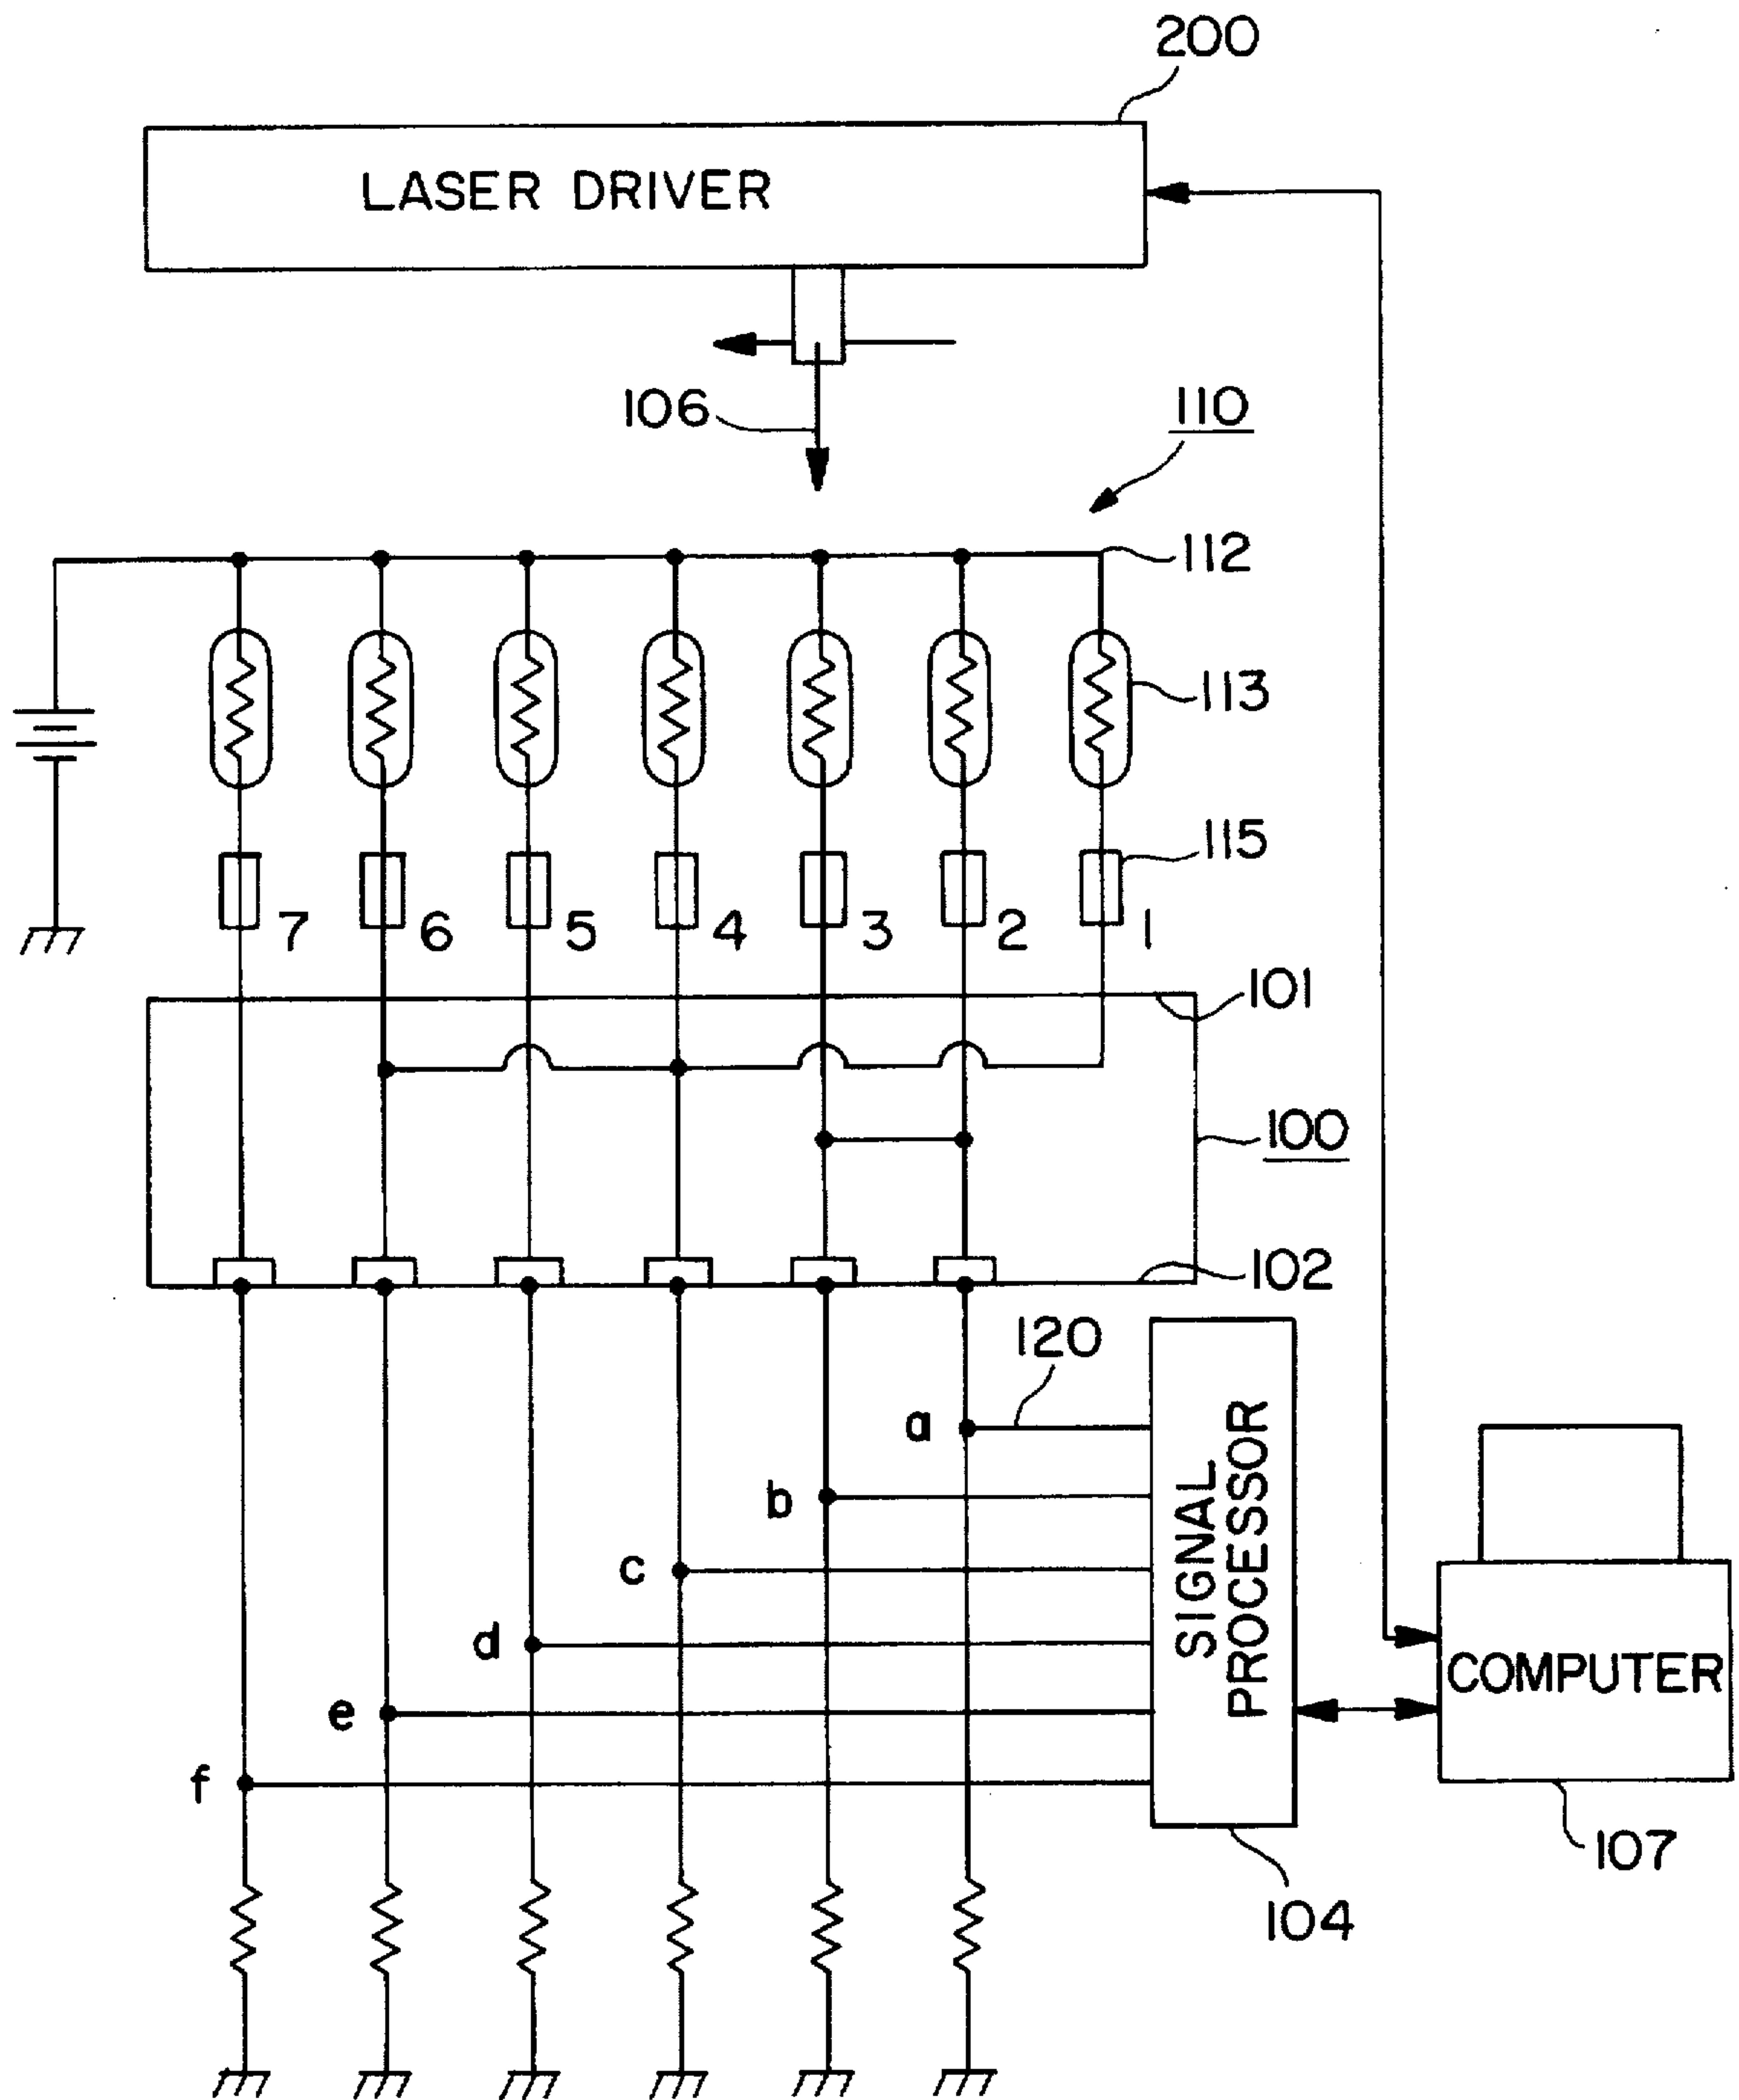 200
LASER DRIVER
106
110
112
113
115
7 6 5 4 3 2 1
101
100
102
120
a
b
c
d
e
f
SIGNAL
PROCESSOR
COMPUTER
107
104